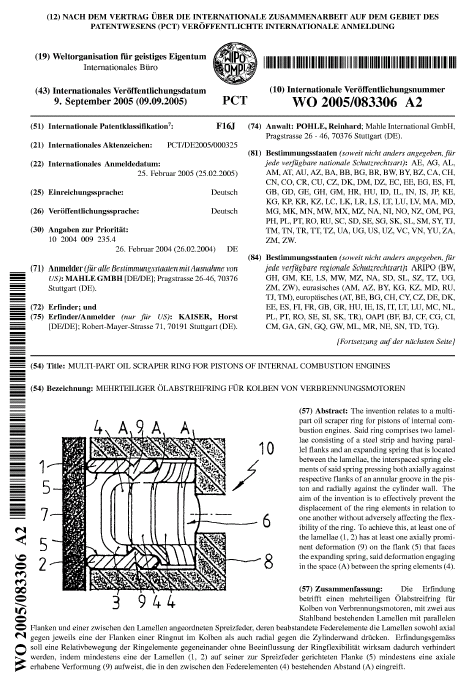 (12) NACH DEM VERTRAG ÜBER DIE INTERNATIONALE ZUSAMMENARBEIT AUF DEM GEBIET DES
PATENTWESENS (PCT) VERÖFFENTLICHTE INTERNATIONALE ANMELDUNG
(19) Weltorganisation für geistiges Eigentum
Internationales Büro
WIPO
OMPI
(43) Internationales Veröffentlichungsdatum
9. September 2005 (09.09.2005)
PCT
(10) Internationale Veröffentlichungsnummer
WO 2005/083306 A2
(51) Internationale Patentklassifikation⁷: F16J
(21) Internationales Aktenzeichen: PCT/DE2005/000325
(22) Internationales Anmeldedatum:
25. Februar 2005 (25.02.2005)
(25) Einreichungssprache: Deutsch
(26) Veröffentlichungssprache: Deutsch
(30) Angaben zur Priorität:
10 2004 009 235.4
26. Februar 2004 (26.02.2004) DE
(71) Anmelder (für alle Bestimmungsstaaten mit Ausnahme von
US): MAHLE GMBH [DE/DE]; Pragstrasse 26-46, 70376
Stuttgart (DE).
(72) Erfinder; und
(75) Erfinder/Anmelder (nur für US): KAISER, Horst
[DE/DE]; Robert-Mayer-Strasse 71, 70191 Stuttgart (DE).
(74) Anwalt: POHLE, Reinhard; Mahle International GmbH,
Pragstrasse 26 - 46, 70376 Stuttgart (DE).
(81) Bestimmungsstaaten (soweit nicht anders angegeben, für
jede verfügbare nationale Schutzrechtsart): AE, AG, AL,
AM, AT, AU, AZ, BA, BB, BG, BR, BW, BY, BZ, CA, CH,
CN, CO, CR, CU, CZ, DK, DM, DZ, EC, EE, EG, ES, FI,
GB, GD, GE, GH, GM, HR, HU, ID, IL, IN, IS, JP, KE,
KG, KP, KR, KZ, LC, LK, LR, LS, LT, LU, LV, MA, MD,
MG, MK, MN, MW, MX, MZ, NA, NI, NO, NZ, OM, PG,
PH, PL, PT, RO, RU, SC, SD, SE, SG, SK, SL, SM, SY, TJ,
TM, TN, TR, TT, TZ, UA, UG, US, UZ, VC, VN, YU, ZA,
ZM, ZW.
(84) Bestimmungsstaaten (soweit nicht anders angegeben, für
jede verfügbare regionale Schutzrechtsart): ARIPO (BW,
GH, GM, KE, LS, MW, MZ, NA, SD, SL, SZ, TZ, UG,
ZM, ZW), eurasisches (AM, AZ, BY, KG, KZ, MD, RU,
TJ, TM), europäisches (AT, BE, BG, CH, CY, CZ, DE, DK,
EE, ES, FI, FR, GB, GR, HU, IE, IS, IT, LT, LU, MC, NL,
PL, PT, RO, SE, SI, SK, TR), OAPI (BF, BJ, CF, CG, CI,
CM, GA, GN, GQ, GW, ML, MR, NE, SN, TD, TG).
[Fortsetzung auf der nächsten Seite]
(54) Title: MULTI-PART OIL SCRAPER RING FOR PISTONS OF INTERNAL COMBUSTION ENGINES
(54) Bezeichnung: MEHRTEILIGER ÖLABSTREIFRING FÜR KOLBEN VON VERBRENNUNGSMOTOREN
4 A 9 A A
10
1
5
7
5
2
6
8
3 9 4 4
(57) Abstract: The invention relates to a multi-
part oil scraper ring for pistons of internal com-
bustion engines. Said ring comprises two lamel-
lae consisting of a steel strip and having paral-
lel flanks and an expanding spring that is located
between the lamellae, the interspaced spring ele-
ments of said spring pressing both axially against
respective flanks of an annular groove in the pis-
ton and radially against the cylinder wall. The
aim of the invention is to effectively prevent the
displacement of the ring elements in relation to
one another without adversely affecting the flex-
ibility of the ring. To achieve this, at least one of
the lamellae (1, 2) has at least one axially promi-
nent deformation (9) on the flank (5) that faces
the expanding spring, said deformation engaging
in the space (A) between the spring elements (4).
(57) Zusammenfassung: Die Erfindung
betrifft einen mehrteiligen Ölabstreifring für
Kolben von Verbrennungsmotoren, mit zwei aus
Stahlband bestehenden Lamellen mit parallelen
Flanken und einer zwischen den Lamellen angeordneten Spreizfeder, deren beabstandete Federelemente die Lamellen sowohl axial
gegen jeweils eine der Flanken einer Ringnut im Kolben als auch radial gegen die Zylinderwand drücken. Erfindungsgemäss
soll eine Relativbewegung der Ringelemente gegeneinander ohne Beeinflussung der Ringflexibilität wirksam dadurch verhindert
werden, indem mindestens eine der Lamellen (1, 2) auf seiner zur Spreizfeder gerichteten Flanke (5) mindestens eine axiale
erhabene Verformung (9) aufweist, die in den zwischen den Federelementen (4) bestehenden Abstand (A) eingreift.
WO 2005/083306 A2